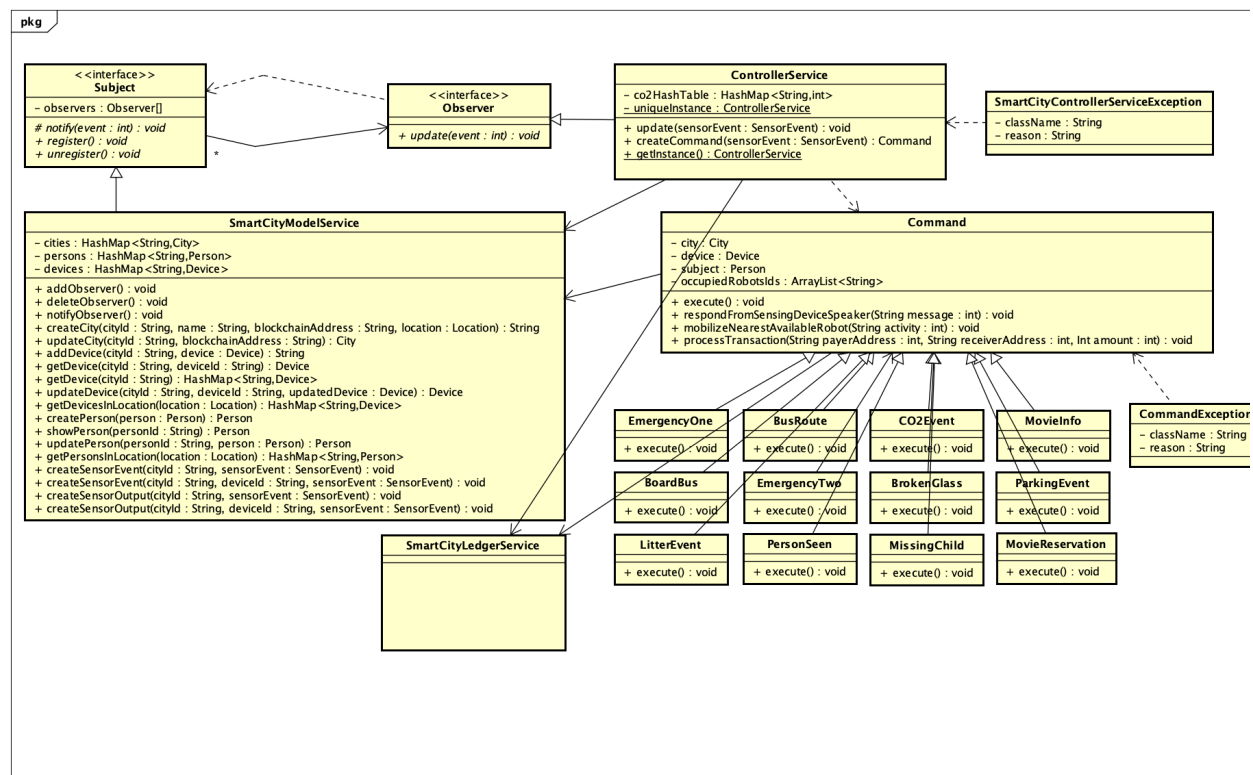 pkg
<<interface>>
Subject
- observers : Observer[]
# notify(event : int) : void
+ register() : void
+ unregister() : void
*
<<interface>>
Observer
+ update(event : int) : void
ControllerService
- co2HashTable : HashMap<String,int>
- uniqueInstance : ControllerService
+ update(sensorEvent : SensorEvent) : void
+ createCommand(sensorEvent : SensorEvent) : Command
+ getInstance() : ControllerService
SmartCityControllerServiceException
- className : String
- reason : String
SmartCityModelService
- cities : HashMap<String,City>
- persons : HashMap<String,Person>
- devices : HashMap<String,Device>
+ addObserver() : void
+ deleteObserver() : void
+ notifyObserver() : void
+ createCity(cityId : String, name : String, blockchainAddress : String, location : Location) : String
+ updateCity(cityId : String, blockchainAddress : String) : City
+ addDevice(cityId : String, device : Device) : String
+ getDevice(cityId : String, deviceId : String) : Device
+ getDevice(cityId : String) : HashMap<String,Device>
+ updateDevice(cityId : String, deviceId : String, updatedDevice : Device) : Device
+ getDevicesInLocation(location : Location) : HashMap<String,Device>
+ createPerson(person : Person) : Person
+ showPerson(personId : String) : Person
+ updatePerson(personId : String, person : Person) : Person
+ getPersonsInLocation(location : Location) : HashMap<String,Person>
+ createSensorEvent(cityId : String, sensorEvent : SensorEvent) : void
+ createSensorEvent(cityId : String, deviceId : String, sensorEvent : SensorEvent) : void
+ createSensorOutput(cityId : String, sensorEvent : SensorEvent) : void
+ createSensorOutput(cityId : String, deviceId : String, sensorEvent : SensorEvent) : void
Command
- city : City
- device : Device
- subject : Person
- occupiedRobotsIds : ArrayList<String>
+ execute() : void
+ respondFromSensingDeviceSpeaker(String message : int) : void
+ mobilizeNearestAvailableRobot(String activity : int) : void
+ processTransaction(String payerAddress : int, String receiverAddress : int, Int amount : int) : void
CommandException
- className : String
- reason : String
EmergencyOne
+ execute() : void
BusRoute
+ execute() : void
CO2Event
+ execute() : void
MovieInfo
+ execute() : void
BoardBus
+ execute() : void
EmergencyTwo
+ execute() : void
BrokenGlass
+ execute() : void
ParkingEvent
+ execute() : void
LitterEvent
+ execute() : void
PersonSeen
+ execute() : void
MissingChild
+ execute() : void
MovieReservation
+ execute() : void
SmartCityLedgerService